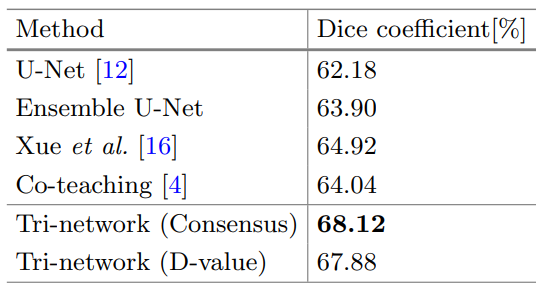 Method Dice coefficient[%]
U-Net [12] 62.18
Ensemble U-Net 63.90
Xue et al. [16] 64.92
Co-teaching [4] 64.04
Tri-network (Consensus) 68.12
Tri-network (D-value) 67.88